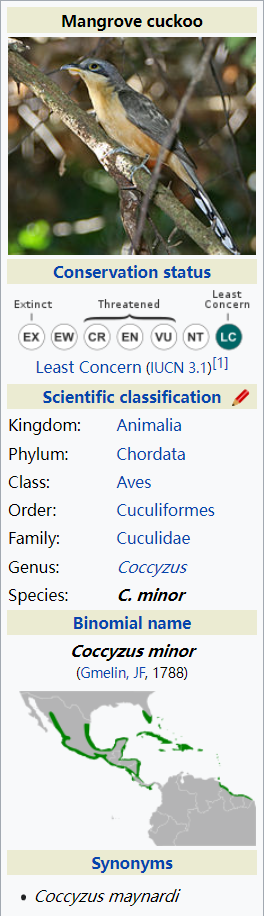 Mangrove cuckoo
Conservation status
Extinct Threatened Least Concern
EX EW CR EN VU NT LC
Least Concern (IUCN 3.1)[1]
Scientific classification
Kingdom: Animalia
Phylum: Chordata
Class: Aves
Order: Cuculiformes
Family: Cuculidae
Genus: Coccyzus
Species: C. minor
Binomial name
Coccyzus minor
(Gmelin, JF, 1788)
Synonyms
• Coccyzus maynardi